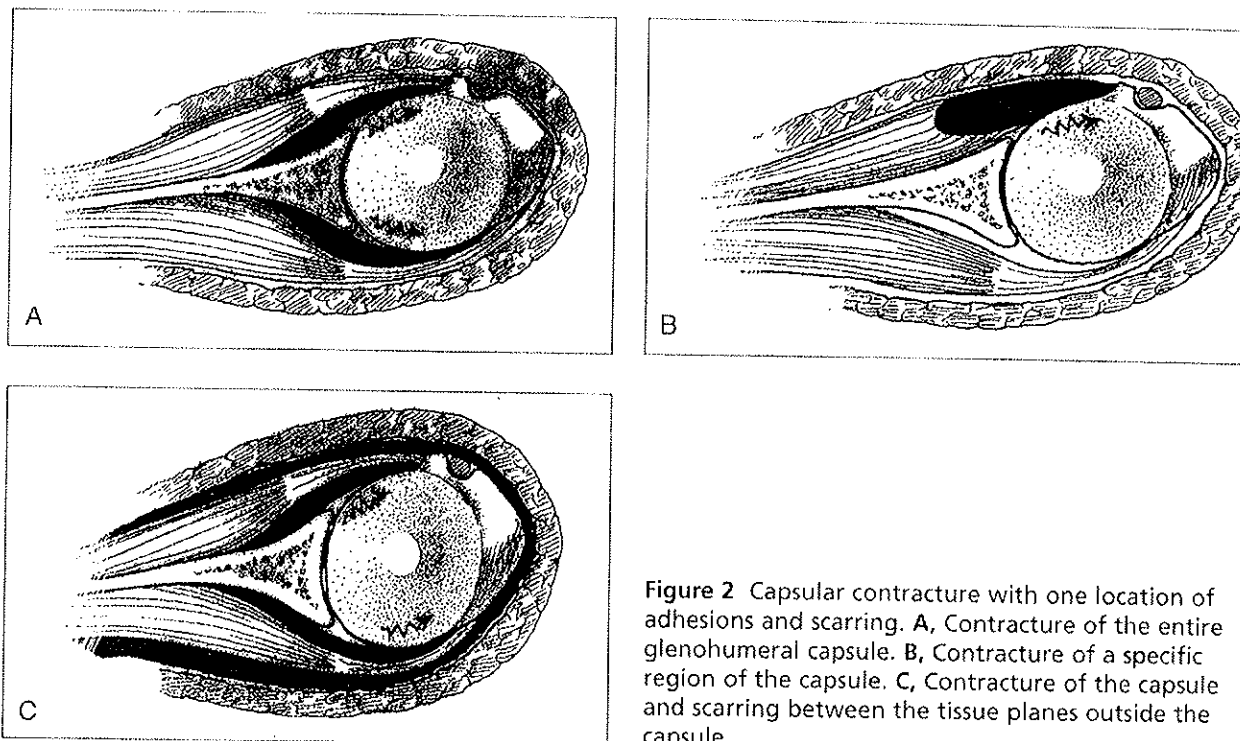 A
B
C
Figure 2 Capsular contracture with one location of
adhesions and scarring. A, Contracture of the entire
glenohumeral capsule. B, Contracture of a specific
region of the capsule. C, Contracture of the capsule
and scarring between the tissue planes outside the
capsule